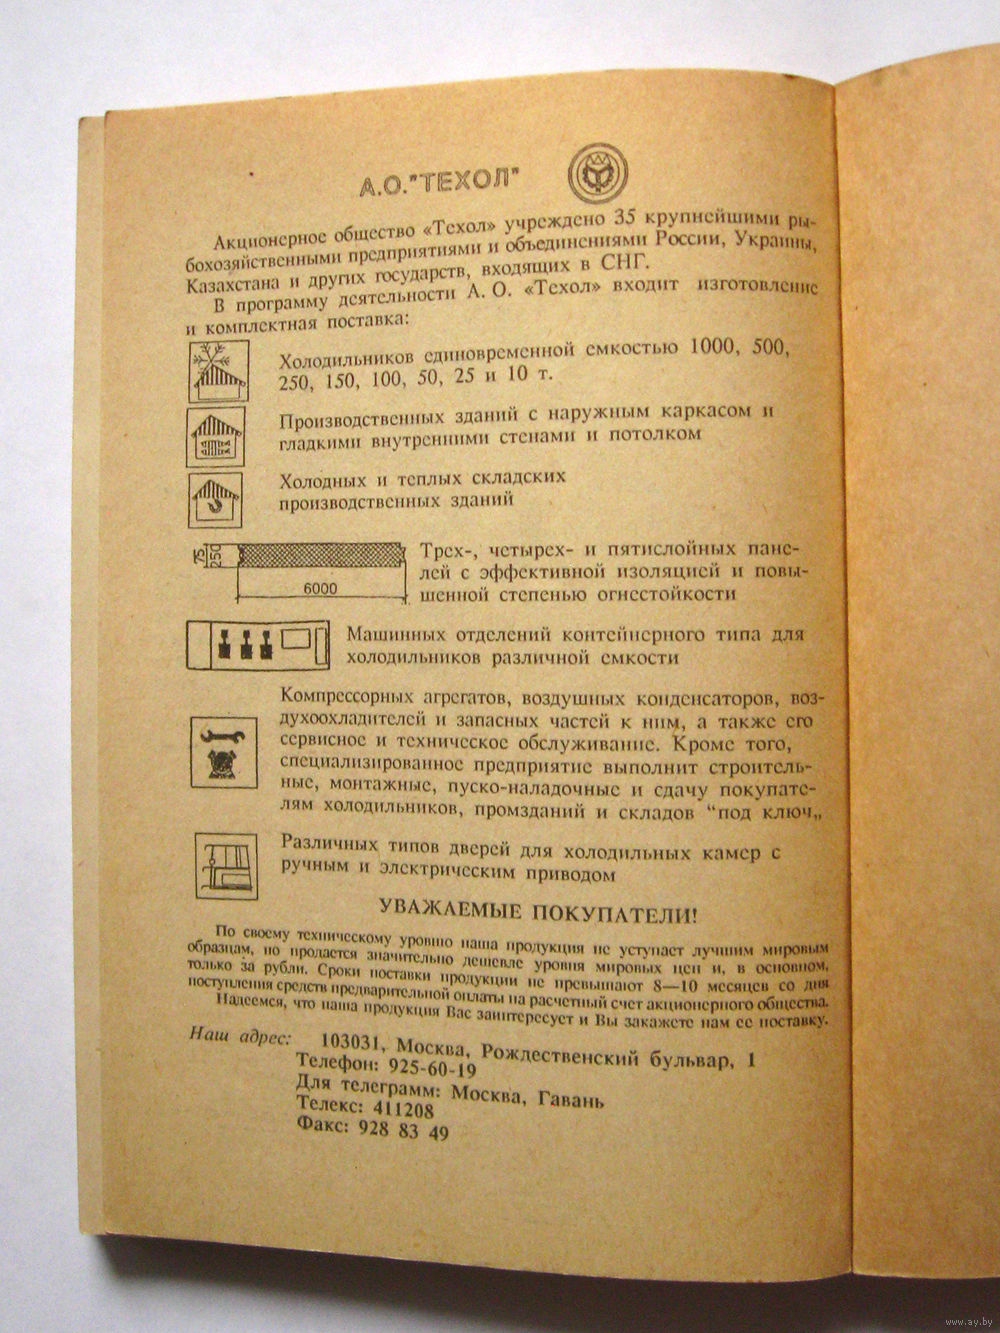 А.О."ТЕХОЛ"
Акционерное общество «Техол» учреждено 35 крупнейшими ры-
бохозяйственными предприятиями и объединениями России, Украины,
Казахстана и других государств, входящих в СНГ.
В программу деятельности А. О. «Техол» входит изготовление
и комплектная поставка:
Холодильников единовременной емкостью 1000, 500,
250, 150, 100, 50, 25 и 10 т.
Производственных зданий с наружным каркасом и
гладкими внутренними стенами и потолком
Холодных и теплых складских
производственных зданий
75
250
6000
Трех-, четырех- и пятислойных пане-
лей с эффективной изоляцией и повы-
шенной степенью огнестойкости
Машинных отделений контейнерного типа для
холодильников различной емкости
Компрессорных агрегатов, воздушных конденсаторов, воз-
духоохладителей и запасных частей к ним, а также его
сервисное и техническое обслуживание. Кроме того,
специализированное предприятие выполнит строитель-
ные, монтажные, пуско-наладочные и сдачу покупате-
лям холодильников, промзданий и складов “под ключ„
Различных типов дверей для холодильных камер с
ручным и электрическим приводом
УВАЖАЕМЫЕ ПОКУПАТЕЛИ!
По своему техническому уровню наша продукция не уступает лучшим мировым
образцам, но продается значительно дешевле уровня мировых цен и, в основном,
только за рубли. Сроки поставки продукции не превышают 8—10 месяцев со дня
поступления средств предварительной оплаты на расчетный счет акционерного общества.
Надеемся, что наша продукция Вас заинтересует и Вы закажете нам ее поставку.
Наш адрес: 103031, Москва, Рождественский бульвар, 1
Телефон: 925-60-19
Для телеграмм: Москва, Гавань
Телекс: 411208
Факс: 928 83 49
www.ay.by